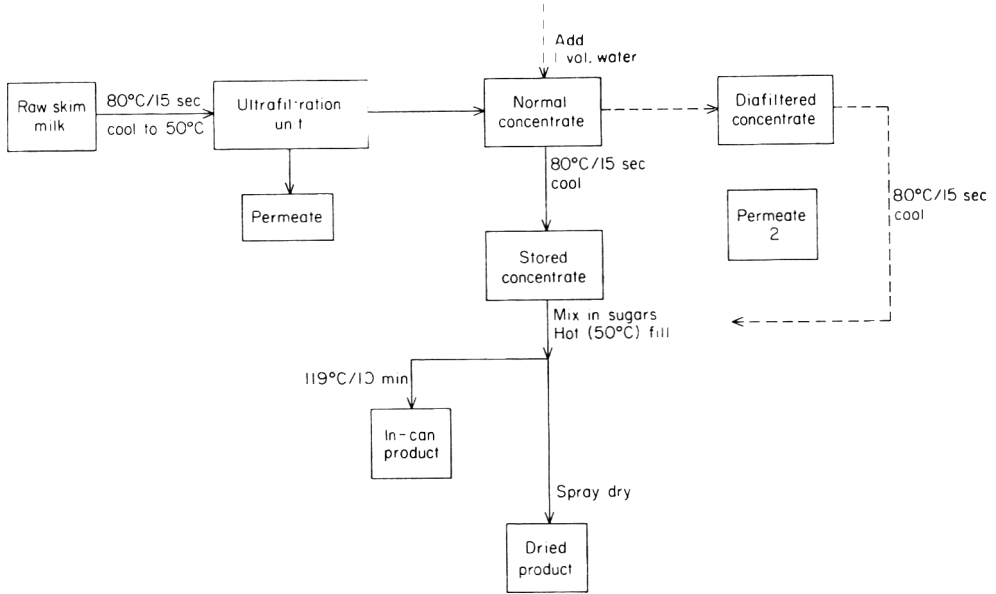 Add
1 vol. water
Raw skim
milk
80°C/15 sec
cool to 50°C
Ultrafiltration
unit
Normal
concentrate
Diafiltered
concentrate
80°C/15 sec
cool
80°C/15 sec
cool
Permeate
Permeate
2
Stored
concentrate
Mix in sugars
Hot (50°C) fill
119°C/10 min
In-can
product
Spray dry
Dried
product